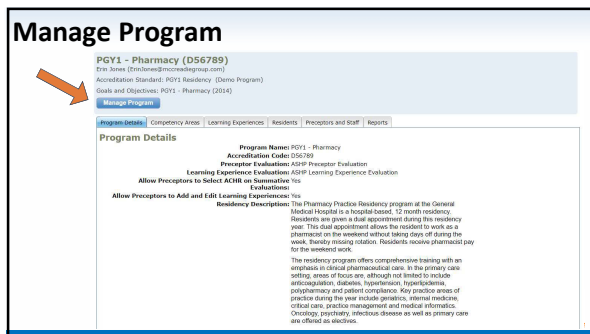 Manage Program
PGY1 - Pharmacy (D56789)
Erin Jones (ErinJones@mccreadiegroup.com)
Accreditation Standard: PGY1 Residency (Demo Program)
Goals and Objectives: PGY1 - Pharmacy (2014)
Manage Program
Program Details Competency Areas Learning Experiences Residents Preceptors and Staff Reports
Program Details
Program Name: PGY1 - Pharmacy
Accreditation Code: D56789
Preceptor Evaluation: ASHP Preceptor Evaluation
Learning Experience Evaluation: ASHP Learning Experience Evaluation
Allow Preceptors to Select ACHR on Summative Yes
Evaluations:
Allow Preceptors to Add and Edit Learning Experiences: Yes
Residency Description: The Pharmacy Practice Residency program at the General
Medical Hospital is a hospital-based, 12 month residency.
Residents are given a dual appointment during this residency
year. This dual appointment allows the resident to work as a
pharmacist on the weekend without taking days off during the
week, thereby missing rotation. Residents receive pharmacist pay
for the weekend work.
The residency program offers comprehensive training with an
emphasis in clinical pharmaceutical care. In the primary care
setting, areas of focus are, although not limited to include
anticoagulation, diabetes, hypertension, hyperlipidemia,
polypharmacy and patient compliance. Key practice areas of
practice during the year include geriatrics, internal medicine,
critical care, practice management and medical informatics.
Oncology, psychiatry, infectious disease as well as primary care
are offered as electives.